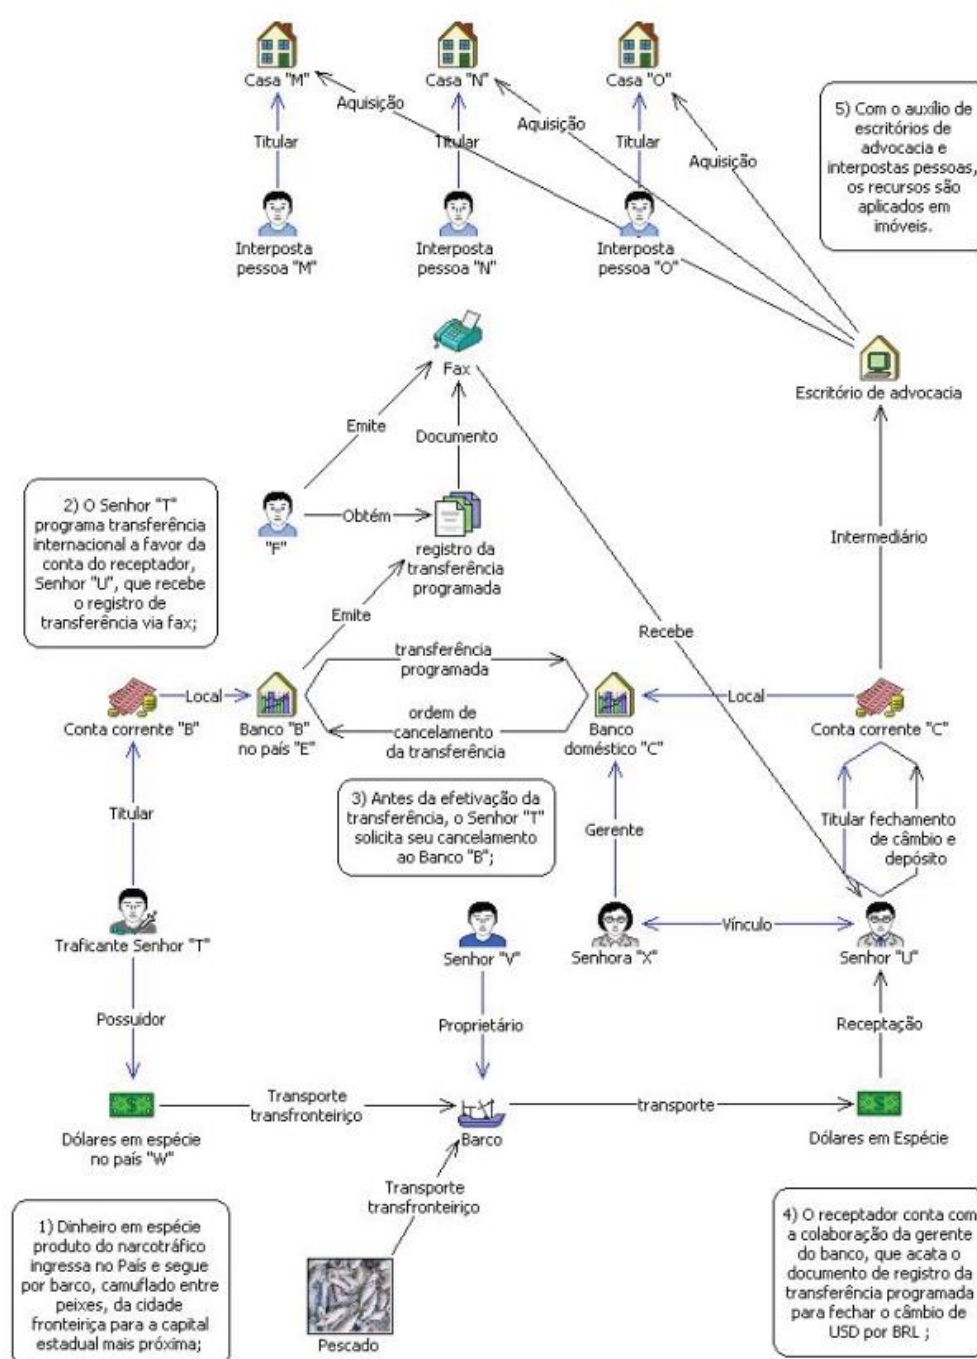 Casa "M"
Casa "N"
Casa "O"
Aquisição
Aquisição
Aquisição
Titular
Titular
Titular
Interposta
pessoa "M"
Interposta
pessoa "N"
Interposta
pessoa "O"
5) Com o auxílio de
escritórios de
advocacia e
interpostas pessoas,
os recursos são
aplicados em
imóveis.
Fax
Escritório de advocacia
Emite
Documento
2) O Senhor "T"
programa transferência
internacional a favor da
conta do receptador,
Senhor "U", que recebe
o registro de
transferência via fax;
"F"
Obtém
registro da
transferência
programada
Intermediário
Emite
Recebe
transferência
programada
Local
Local
Conta corrente "B"
Banco "B"
no país "E"
ordem de
cancelamento
da transferência
Banco
doméstico "C"
Conta corrente "C"
3) Antes da efetivação da
transferência, o Senhor "T"
solicita seu cancelamento
ao Banco "B";
Titular
Gerente
Titular
fechamento
de câmbio e
depósito
Traficante Senhor "T"
Senhor "V"
Senhora "X"
Vínculo
Senhor "U"
Possuidor
Proprietário
Receptação
Dólares em espécie
no país "W"
Transporte
transfronteiriço
Barco
transporte
Dólares em Espécie
Transporte
transfronteiriço
1) Dinheiro em espécie
produto do narcotráfico
ingressa no País e segue
por barco, camuflado entre
peixes, da cidade
fronteiriça para a capital
estadual mais próxima;
Pescado
4) O receptador conta com
a colaboração da gerente
do banco, que acata o
documento de registro da
transferência programada
para fechar o câmbio de
USD por BRL ;